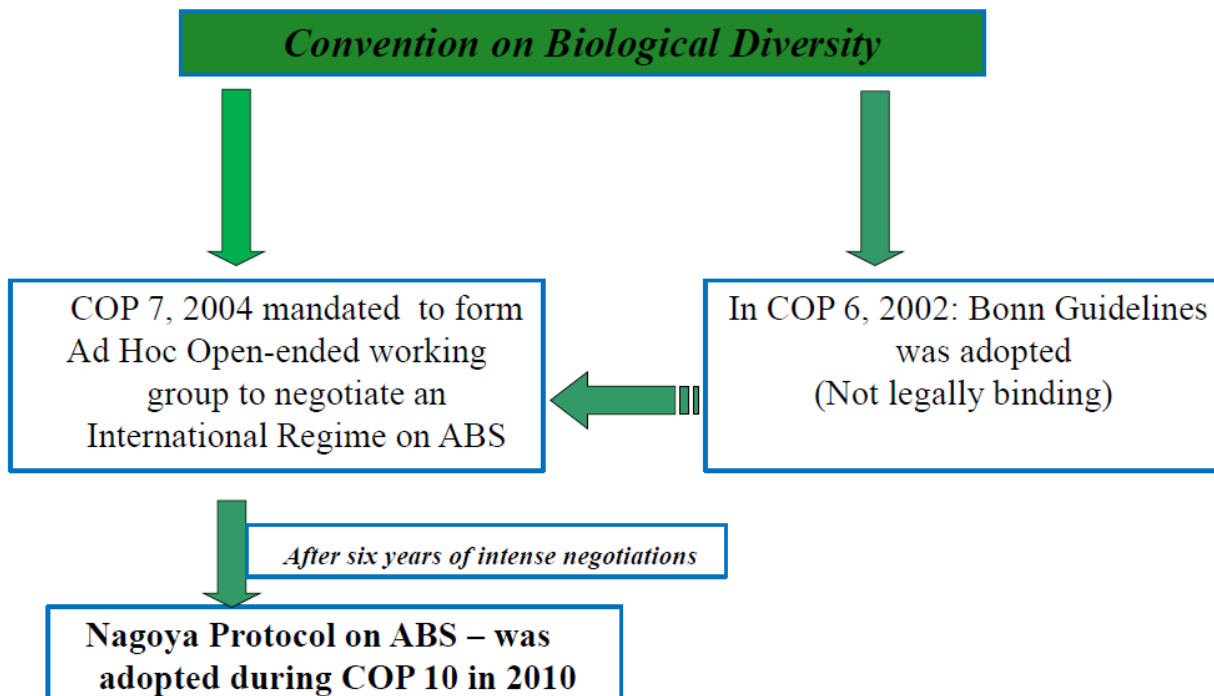 Convention on Biological Diversity
COP 7, 2004 mandated to form
Ad Hoc Open-ended working
group to negotiate an
International Regime on ABS
In COP 6, 2002: Bonn Guidelines
was adopted
(Not legally binding)
After six years of intense negotiations
Nagoya Protocol on ABS – was
adopted during COP 10 in 2010